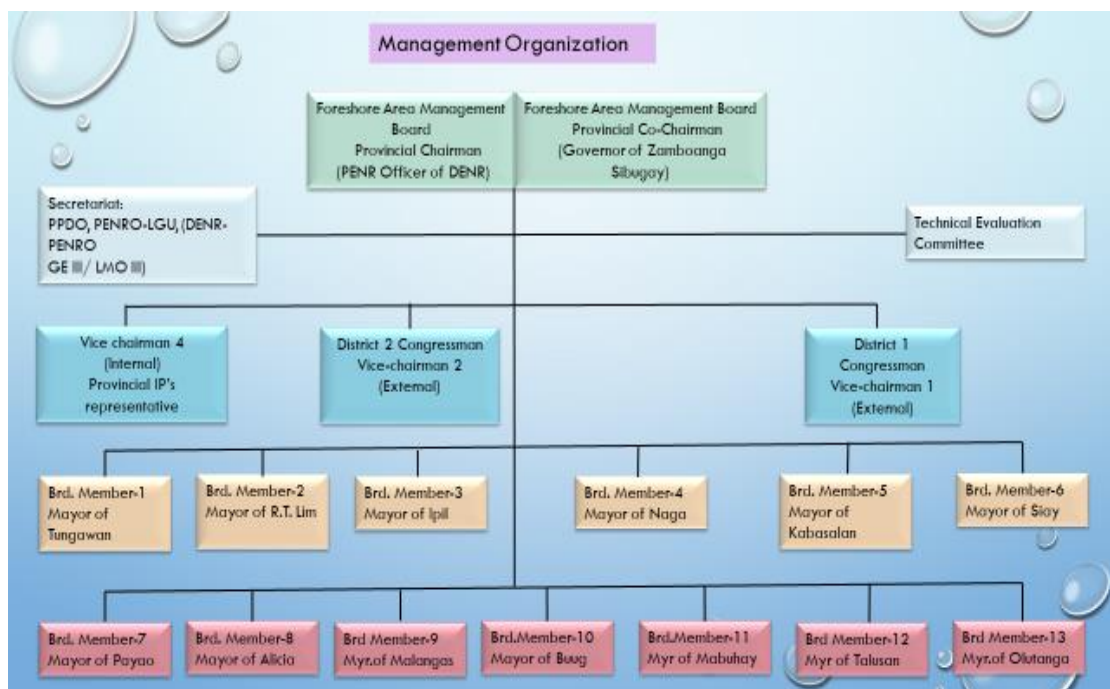 Management Organization
Foreshore Area Management
Board
Provincial Chairman
(PENR Officer of DENR)
Foreshore Area Management Board
Provincial Co-Chairman
(Governor of Zamboanga
Sibugay)
Secretariat:
PPDO, PENRO-LGU, (DENR-
PENRO
GE / LMO )
Technical Evaluation
Committee
Vice chairman 4
(Internal)
Provincial IP's
representative
District 2 Congressman
Vice-chairman 2
(External)
District 1
Congressman
Vice-chairman 1
(External)
Brd. Member-1
Mayor of
Tungawan
Brd. Member-2
Mayor of R.T. Lim
Brd. Member-3
Mayor of Ipil
Brd. Member-4
Mayor of Naga
Brd. Member-5
Mayor of
Kabasalan
Brd. Member-6
Mayor of Siay
Brd. Member-7
Mayor of Payao
Brd. Member-8
Mayor of Alicia
Brd Member-9
Myr.of Malangas
Brd.Member-10
Mayor of Buug
Brd.Member-11
Myr of Mabuhay
Brd. Member-12
Myr of Talusan
Brd. Member-13
Myr.of Olutanga